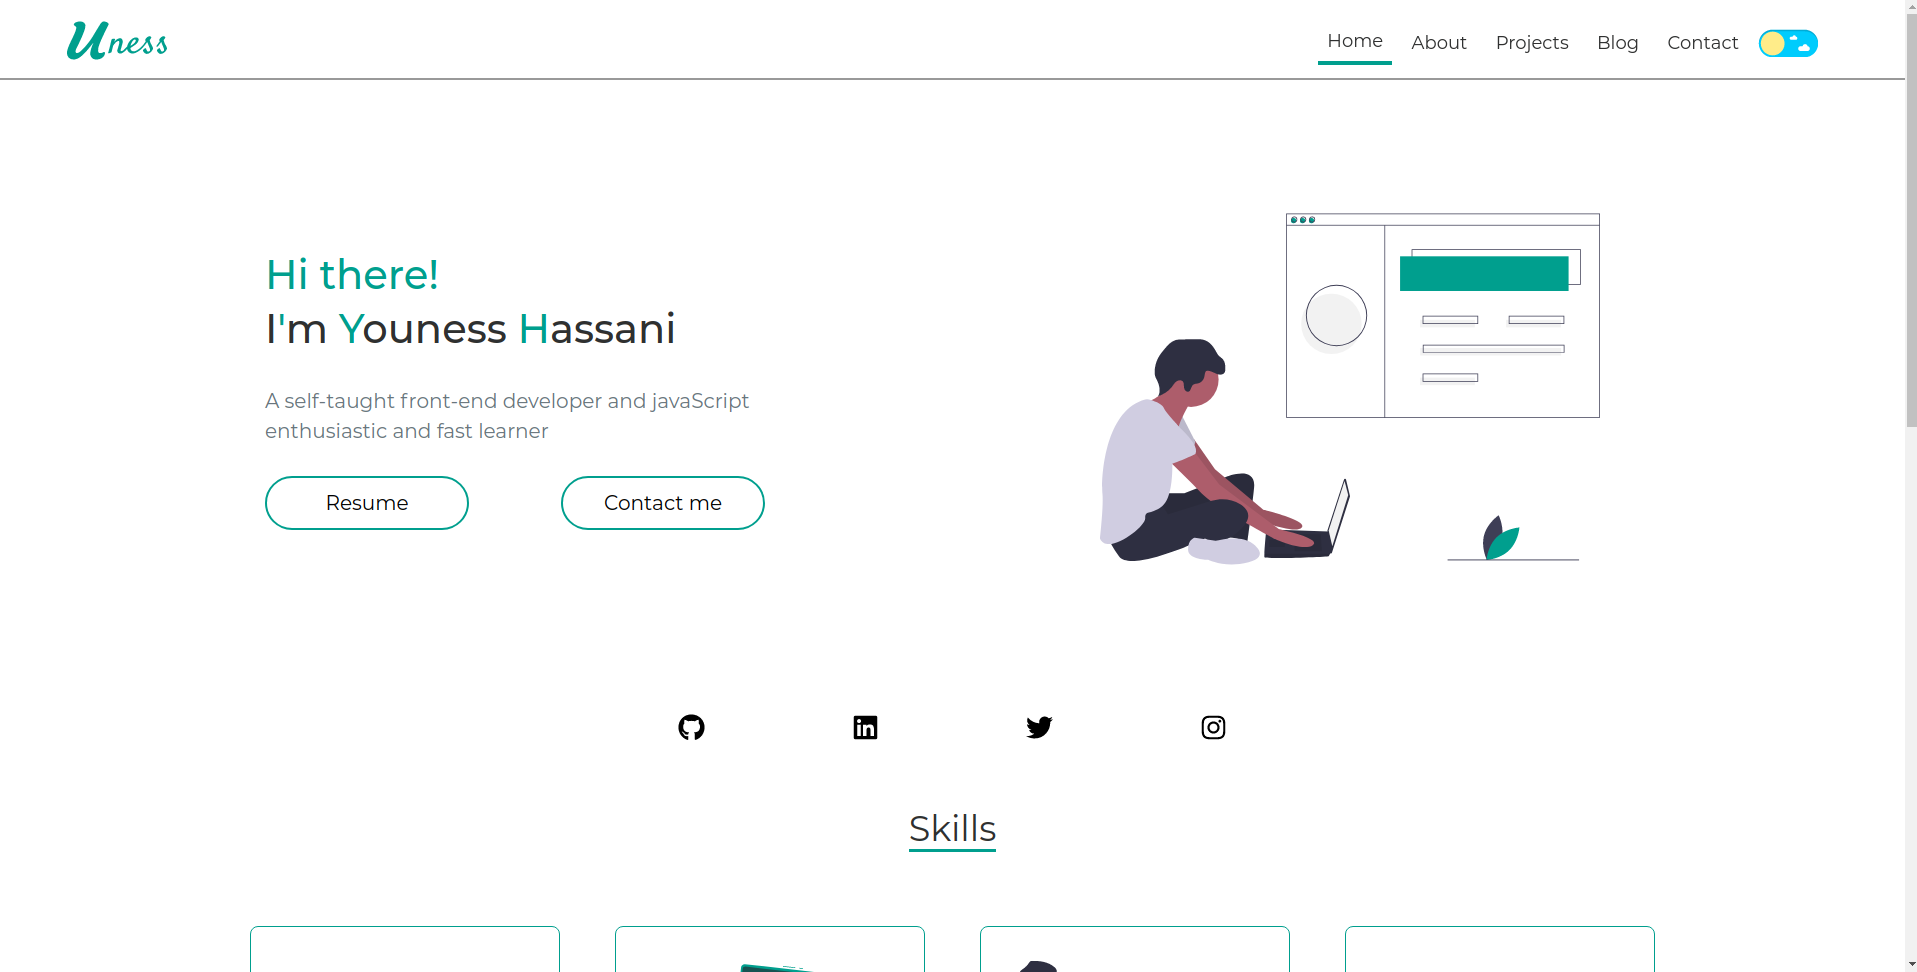 Uness
Home About Projects Blog Contact
Hi there!
I'm Youness Hassani
A self-taught front-end developer and javaScript
enthusiastic and fast learner
Resume Contact me
Skills